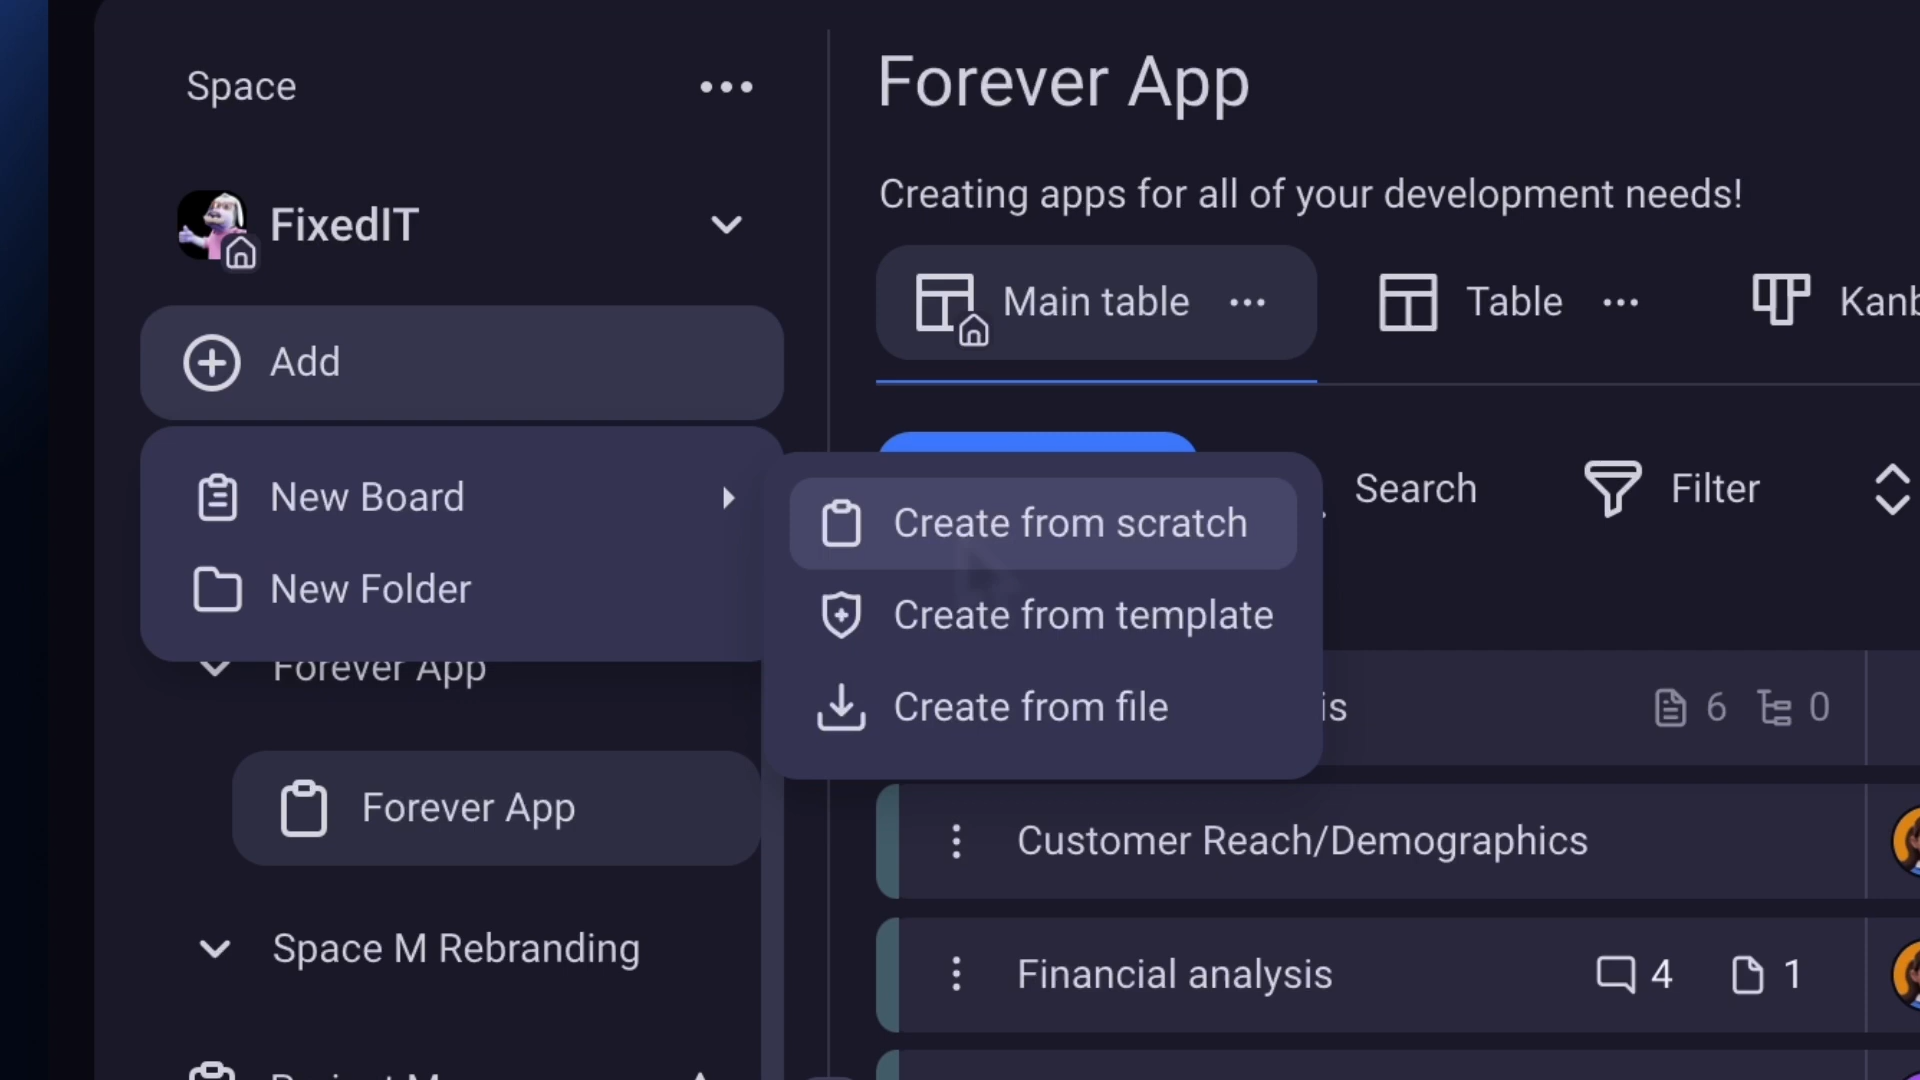 Space
FixedIT
Add
New Board
New Folder
Forever App
Forever App
Space M Rebranding
Forever App
Creating apps for all of your development needs!
Main table
Table
Search
Filter
Create from scratch
Create from template
Create from file
is
6 0
Customer Reach/Demographics
Financial analysis 4 1